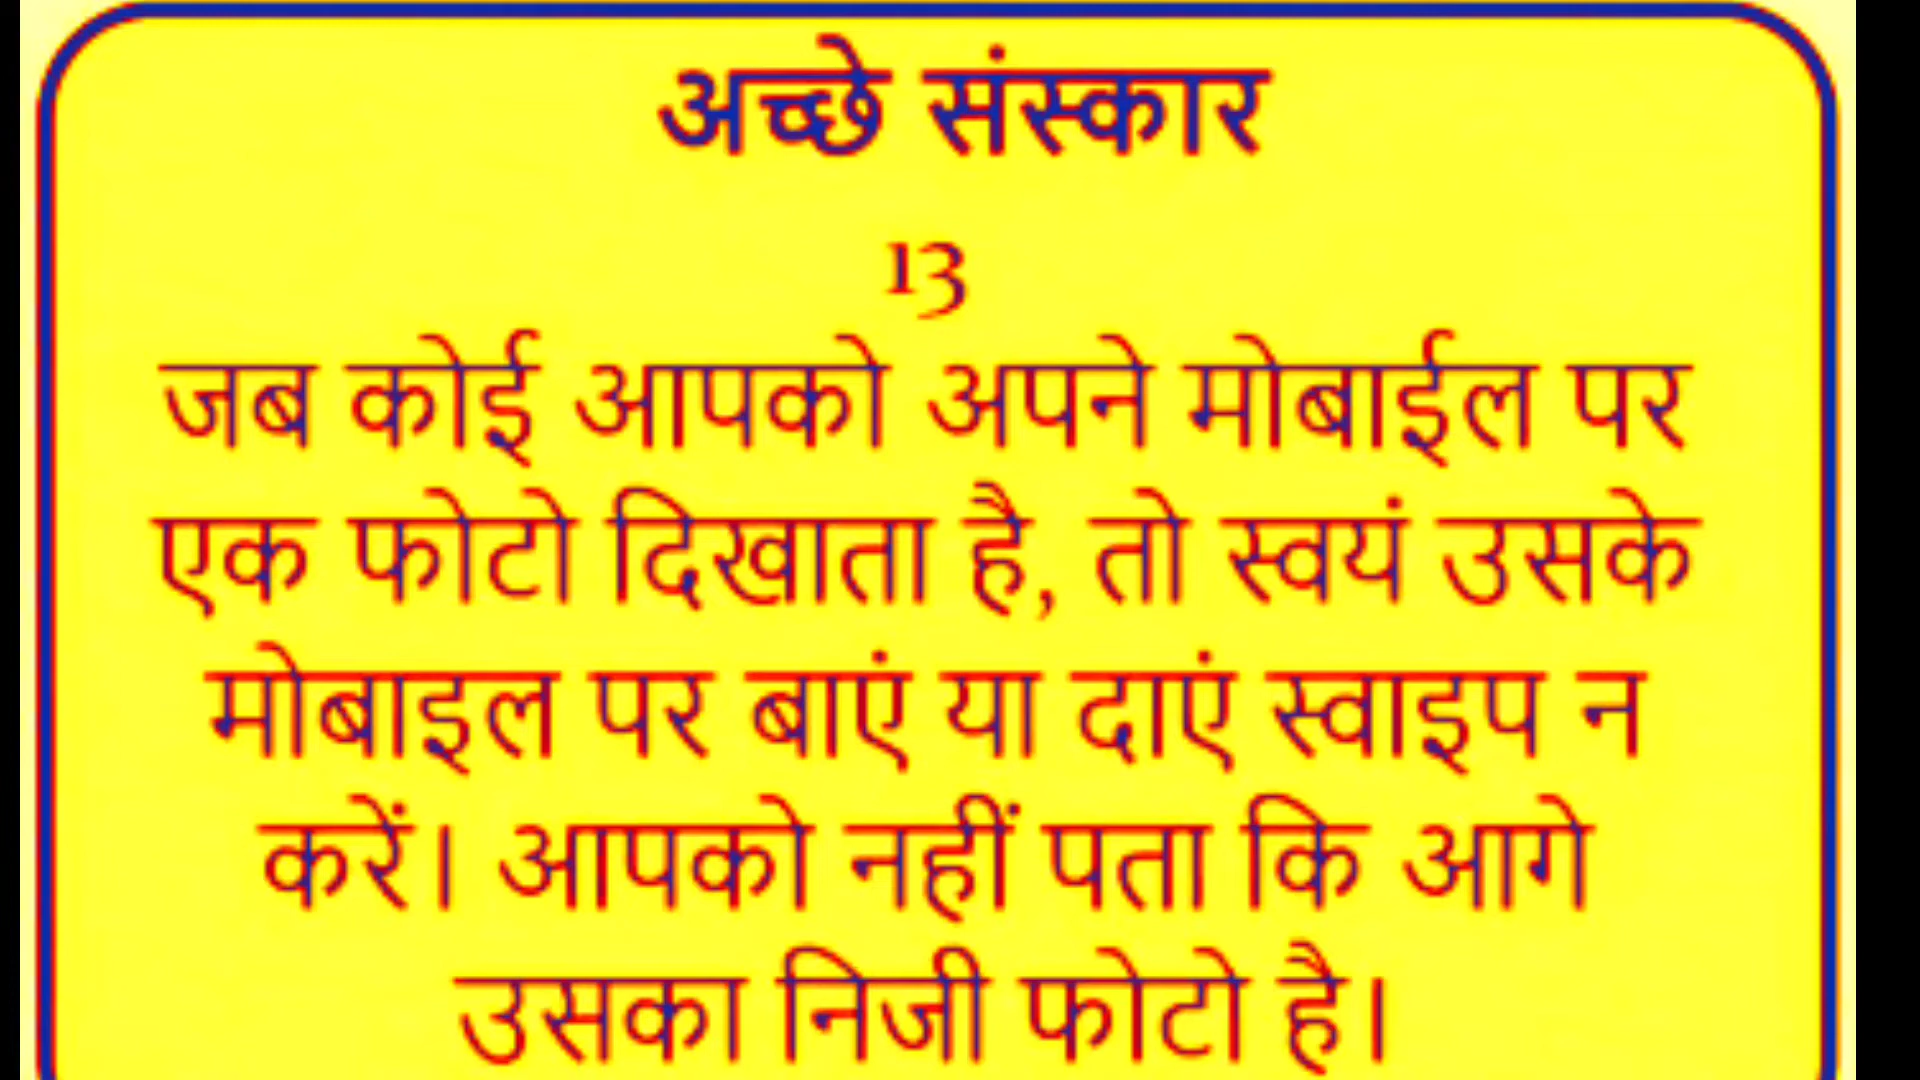 अच्छे संस्कार
13
जब कोई आपको अपने मोबाईल पर
एक फोटो दिखाता है, तो स्वयं उसके
मोबाइल पर बाएं या दाएं स्वाइप न
करें। आपको नहीं पता कि आगे
उसका निजी फोटो है।